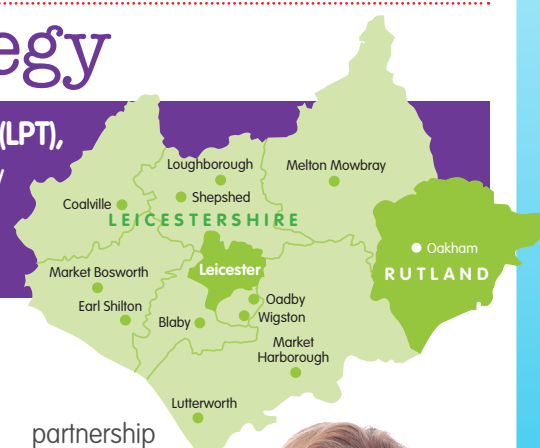 egy
(LPT),
Loughborough
Melton Mowbray
Shepshed
Coalville
LEICESTERSHIRE
Oakham
RUTLAND
Leicester
Market Bosworth
Earl Shilton
Oadby
Wigston
Blaby
Market
Harborough
Lutterworth
partnership